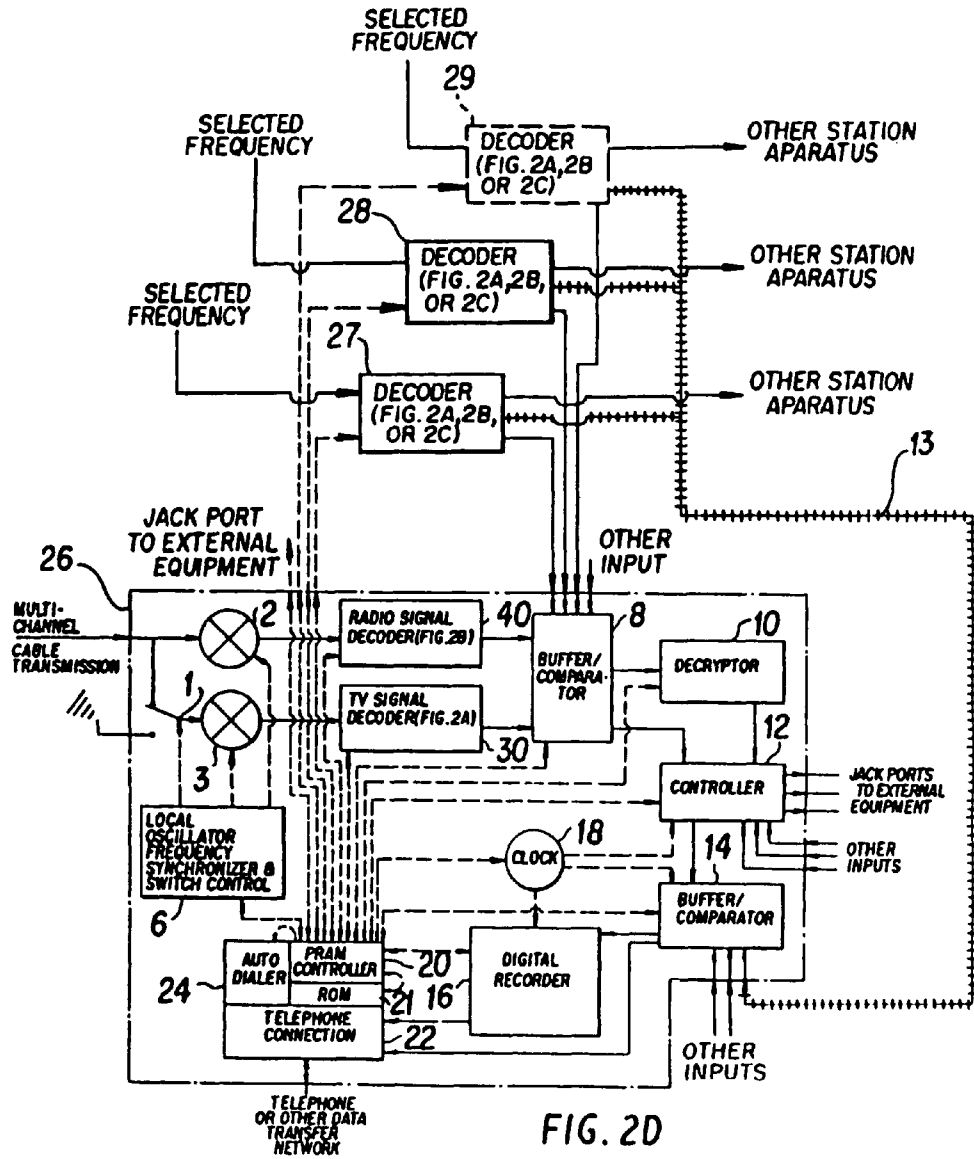 SELECTED
FREQUENCY
29
SELECTED
FREQUENCY
DECODER
(FIG. 2A, 2B
OR 2C)
OTHER STATION
APPARATUS
28
DECODER
(FIG. 2A, 2B,
OR 2C)
OTHER STATION
APPARATUS
SELECTED
FREQUENCY
27
DECODER
(FIG. 2A, 2B,
OR 2C)
OTHER STATION
APPARATUS
13
JACK PORT
TO EXTERNAL
EQUIPMENT
OTHER
INPUT
26
MULTI-
CHANNEL
CABLE
TRANSMISSION
2
RADIO SIGNAL
DECODER (FIG. 2B)
40
8
BUFFER/
COMPARA-
TOR
10
DECRYPTOR
1
3
TV SIGNAL
DECODER (FIG. 2A)
30
12
CONTROLLER
JACK PORTS
TO EXTERNAL
EQUIPMENT
OTHER
INPUTS
LOCAL
OSCILLATOR
FREQUENCY
SYNCHRONIZER &
SWITCH CONTROL
6
18
CLOCK
14
BUFFER/
COMPARATOR
24
AUTO
DIALER
PRAM
CONTROLLER
20
ROM
21
TELEPHONE
CONNECTION
22
16
DIGITAL
RECORDER
OTHER
INPUTS
TELEPHONE
OR OTHER DATA
TRANSFER
NETWORK
FIG. 2D